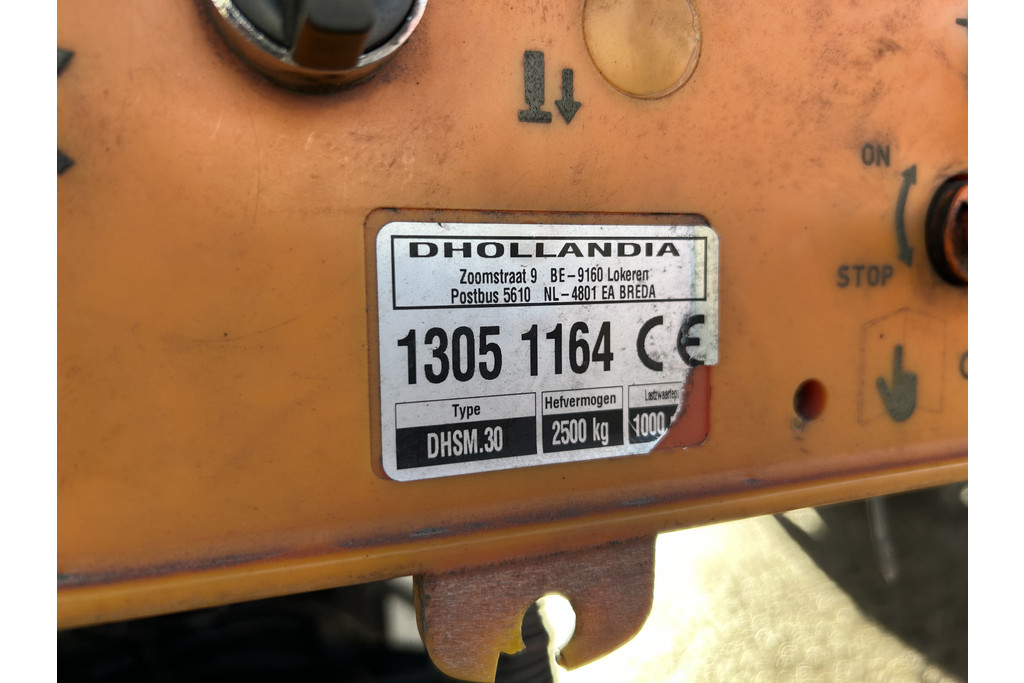 ON
STOP
DHOLLANDIA
Zoomstraat 9 BE-9160 Lokeren
Postbus 5610 NL-4801 EA BREDA
1305 1164 CE
Type Hefvermogen
DHSM.30 2500 kg 1000